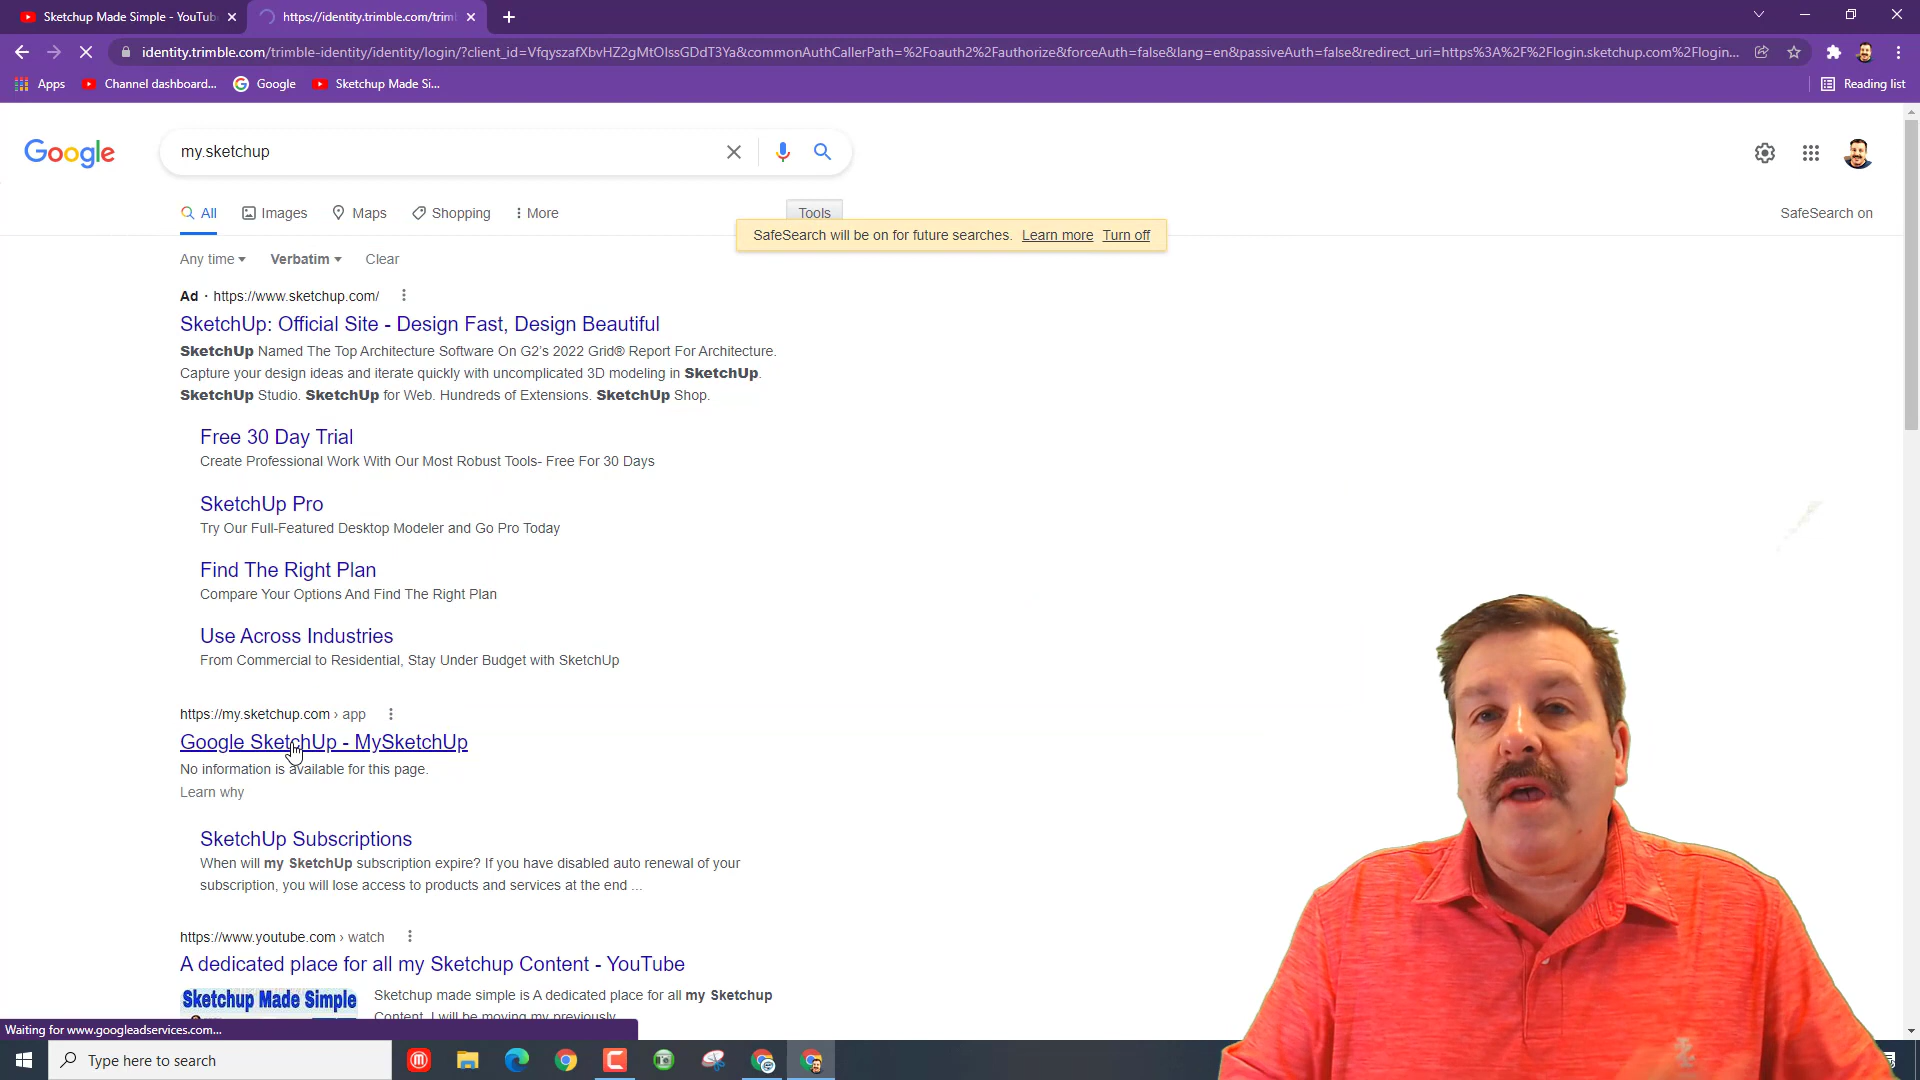 Sketchup Made Simple - YouTub
https://identity.trimble.com/trim
identity.trimble.com/trimble-identity/identity/login/?client_id=VfqyszafXbvHZ2gMtOlssGDdT3Ya&commonAuthCallerPath=%2Foauth2%2Fauthorize&forceAuth=false&lang=en&passiveAuth=false&redirect_uri=https%3A%2F%2Flogin.sketchup.com%2Flogin...
Apps
Channel dashboard...
Google
Sketchup Made Si...
Reading list
Google
my.sketchup
All
Images
Maps
Shopping
More
Tools
SafeSearch on
SafeSearch will be on for future searches. Learn more Turn off
Any time
Verbatim
Clear
Ad · https://www.sketchup.com/
SketchUp: Official Site - Design Fast, Design Beautiful
SketchUp Named The Top Architecture Software On G2's 2022 Grid® Report For Architecture.
Capture your design ideas and iterate quickly with uncomplicated 3D modeling in SketchUp.
SketchUp Studio. SketchUp for Web. Hundreds of Extensions. SketchUp Shop.
Free 30 Day Trial
Create Professional Work With Our Most Robust Tools- Free For 30 Days
SketchUp Pro
Try Our Full-Featured Desktop Modeler and Go Pro Today
Find The Right Plan
Compare Your Options And Find The Right Plan
Use Across Industries
From Commercial to Residential, Stay Under Budget with SketchUp
https://my.sketchup.com › app
Google SketchUp - MySketchUp
No information is available for this page.
Learn why
SketchUp Subscriptions
When will my SketchUp subscription expire? If you have disabled auto renewal of your
subscription, you will lose access to products and services at the end ...
https://www.youtube.com › watch
A dedicated place for all my Sketchup Content - YouTube
Sketchup Made Simple
Sketchup made simple is A dedicated place for all my Sketchup
Content. I will be moving my previously
Waiting for www.googleadservices.com...
Type here to search